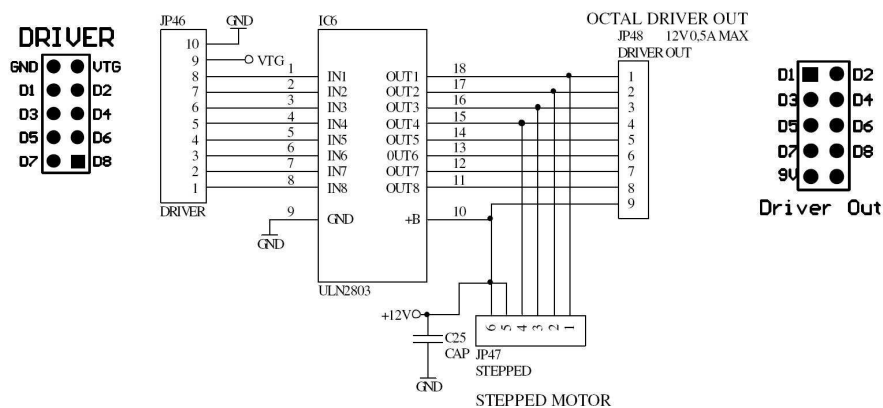 DRIVER
GND VTG
D1 D2
D3 D4
D5 D6
D7 D8
JP46
GND
10
9
VTG
8
7
6
5
4
3
2
1
DRIVER
1
2
3
4
5
6
7
8
9
GND
IC6
IN1 OUT1
IN2 OUT2
IN3 OUT3
IN4 OUT4
IN5 OUT5
IN6 0UT6
IN7 OUT7
IN8 OUT8
GND +B
ULN2803
18
17
16
15
14
13
12
11
10
OCTAL DRIVER OUT
JP48 12V 0,5A MAX
DRIVER OUT
1
2
3
4
5
6
7
8
9
+12V
C25
CAP
GND
6 5 4 3 2 1
JP47
STEPPED
STEPPED MOTOR
D1 D2
D3 D4
D5 D6
D7 D8
9V
Driver Out